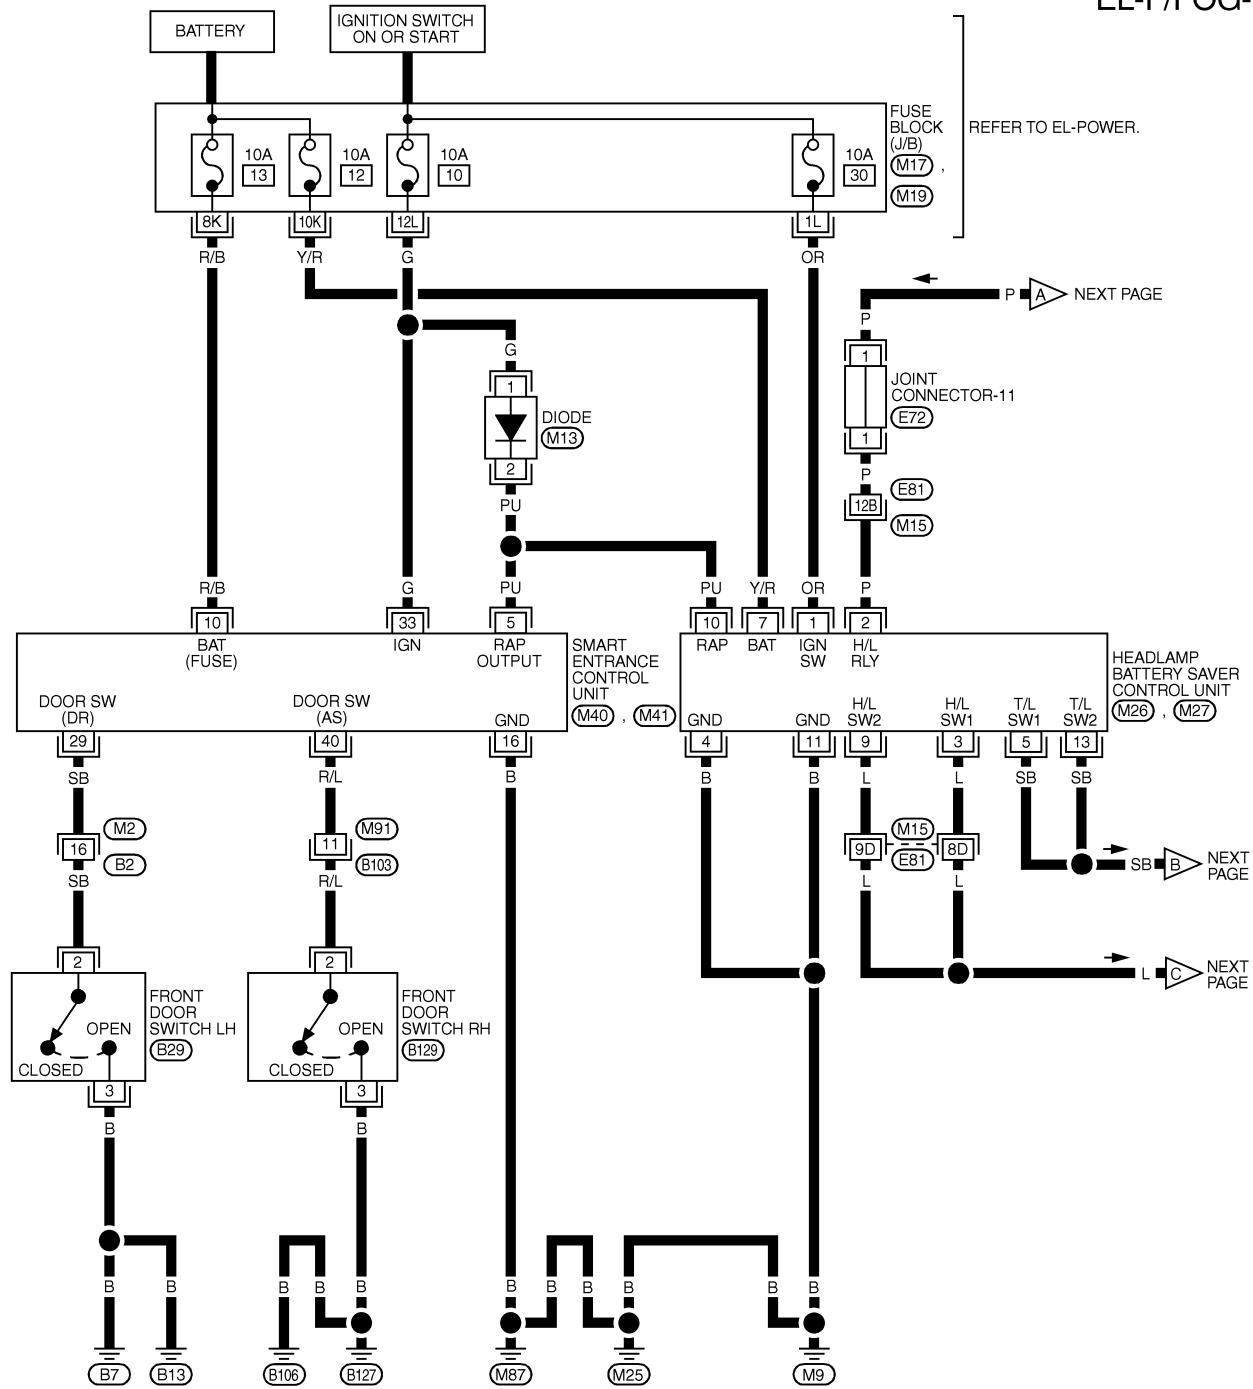 BATTERY
IGNITION SWITCH
ON OR START
FUSE
BLOCK
(J/B)
M17 ,
M19
REFER TO EL-POWER.
10A
13
10A
12
10A
10
10A
30
8K
10K
12L
1L
R/B
Y/R
G
OR
P
A
NEXT PAGE
P
G
1
1
JOINT
CONNECTOR-11
E72
DIODE
M13
1
2
P
E81
PU
12B
M15
R/B
G
PU
PU
Y/R
OR
P
10
33
5
10
7
1
2
BAT
(FUSE)
IGN
RAP
OUTPUT
SMART
ENTRANCE
CONTROL
UNIT
M40 , M41
RAP
BAT
IGN
SW
H/L
RLY
HEADLAMP
BATTERY SAVER
CONTROL UNIT
M26 , M27
DOOR SW
(DR)
DOOR SW
(AS)
GND
GND
GND
H/L
SW2
H/L
SW1
T/L
SW1
T/L
SW2
29
40
16
4
11
9
3
5
13
SB
R/L
B
B
B
L
L
SB
SB
M2
16
B2
M91
11
B103
M15
9D
8D
E81
SB
B
NEXT
PAGE
SB
R/L
L
L
2
2
L
C
NEXT
PAGE
FRONT
DOOR
SWITCH LH
B29
OPEN
CLOSED
FRONT
DOOR
SWITCH RH
B129
OPEN
CLOSED
3
3
B
B
B
B
B
B
B
B
B
B
B
B
B
B7
B13
B106
B127
M87
M25
M9